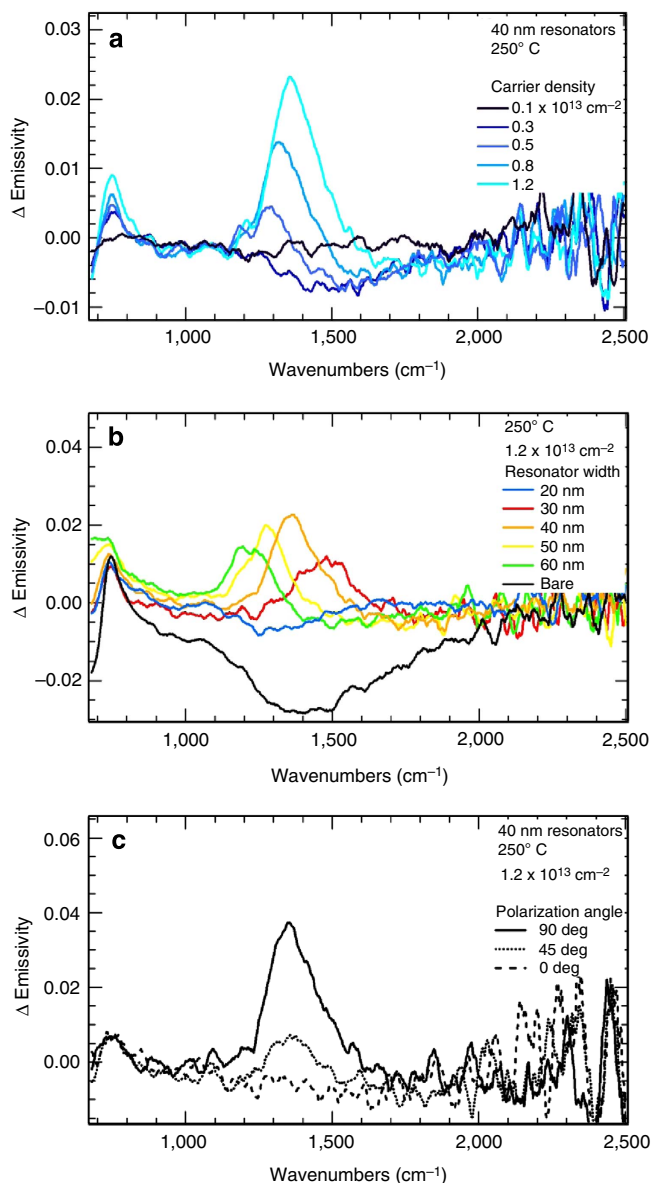 a
40 nm resonators
250° C
Carrier density
0.1 x 10¹³ cm⁻²
0.3
0.5
0.8
1.2
0.03
0.02
0.01
0.00
−0.01
Δ Emissivity
1,000
1,500
2,000
2,500
Wavenumbers (cm⁻¹)
b
250° C
1.2 x 10¹³ cm⁻²
Resonator width
20 nm
30 nm
40 nm
50 nm
60 nm
Bare
0.04
0.02
0.00
−0.02
Δ Emissivity
1,000
1,500
2,000
2,500
Wavenumbers (cm⁻¹)
c
40 nm resonators
250° C
1.2 x 10¹³ cm⁻²
Polarization angle
90 deg
45 deg
0 deg
0.06
0.04
0.02
0.00
Δ Emissivity
1,000
1,500
2,000
2,500
Wavenumbers (cm⁻¹)